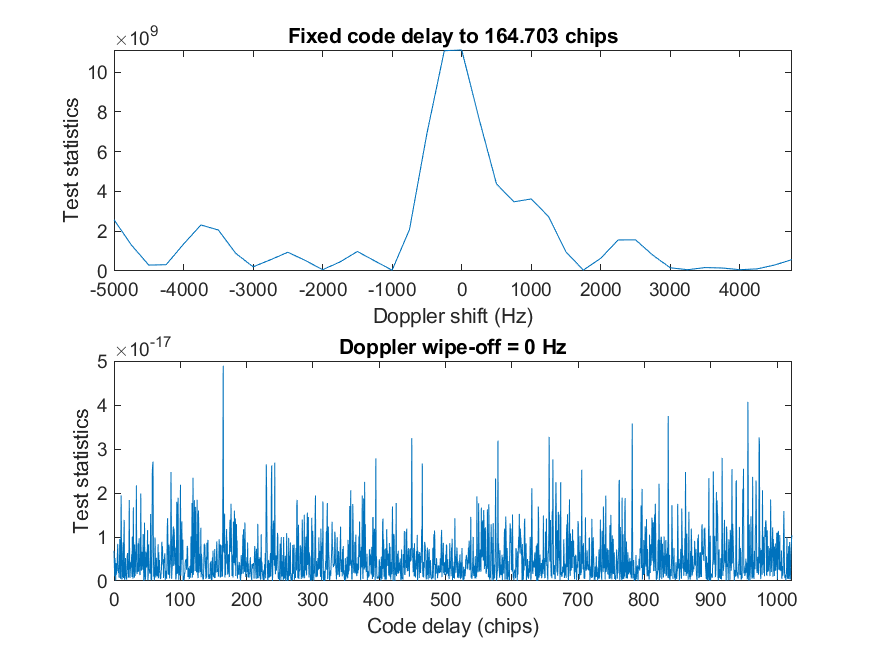 ×10^9
Fixed code delay to 164.703 chips
Test statistics
10
8
6
4
2
0
-5000 -4000 -3000 -2000 -1000 0 1000 2000 3000 4000
Doppler shift (Hz)
×10^-17
Doppler wipe-off = 0 Hz
Test statistics
5
4
3
2
1
0
0 100 200 300 400 500 600 700 800 900 1000
Code delay (chips)